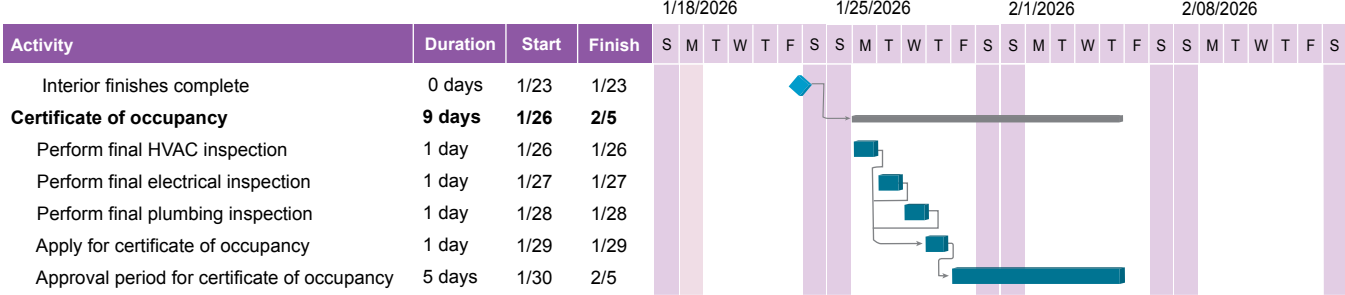 1/18/2026 1/25/2026 2/1/2026 2/08/2026
Activity Duration Start Finish S M T W T F S S M T W T F S S M T W T F S S M T W T F S
Interior finishes complete 0 days 1/23 1/23
Certificate of occupancy 9 days 1/26 2/5
Perform final HVAC inspection 1 day 1/26 1/26
Perform final electrical inspection 1 day 1/27 1/27
Perform final plumbing inspection 1 day 1/28 1/28
Apply for certificate of occupancy 1 day 1/29 1/29
Approval period for certificate of occupancy 5 days 1/30 2/5